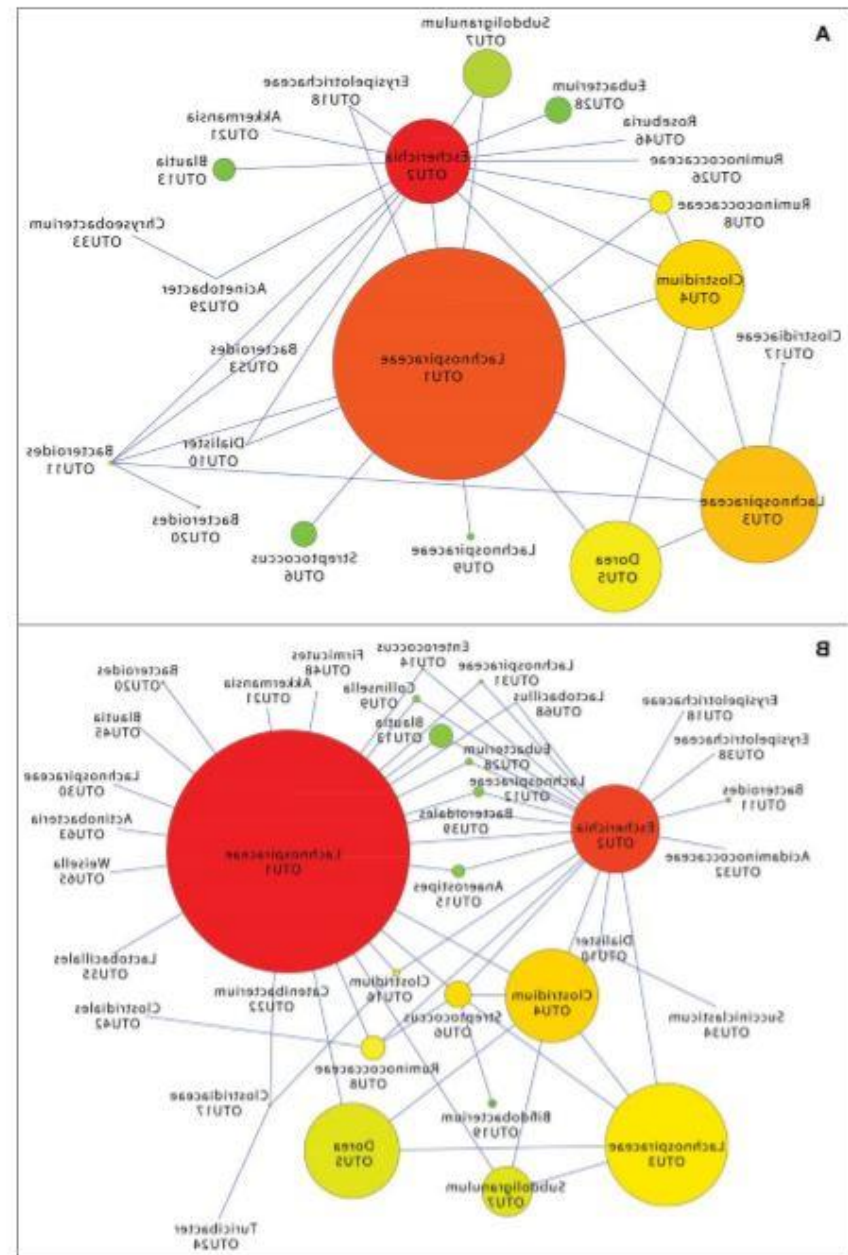 A
Subdoligranulum
OTU7
Erysipelotrichaceae
OTU18
Eubacterium
OTU28
Akkermansia
OTU21
Roseburia
OTU46
Escherichia
OTU2
Blautia
OTU13
Ruminococcaceae
OTU26
Ruminococcaceae
OTU8
Chryseobacterium
OTU33
Clostridium
OTU4
Acinetobacter
OTU29
Bacteroides
OTU53
Lachnospiraceae
OTU1
Clostridiaceae
OTU17
Dialister
OTU10
Bacteroides
OTU11
Bacteroides
OTU20
Lachnospiraceae
OTU3
Streptococcus
OTU6
Lachnospiraceae
OTU9
Dorea
OTU5
B
Enterococcus
OTU14
Firmicutes
OTU48
Lachnospiraceae
OTU31
Bacteroides
OTU20
Akkermansia
OTU21
Collinsella
OTU9
Lactobacillus
OTU68
Erysipelotrichaceae
OTU18
Blautia
OTU45
Blautia
OTU13
Eubacterium
OTU28
Erysipelotrichaceae
OTU38
Lachnospiraceae
OTU30
Lachnospiraceae
OTU12
Bacteroides
OTU11
Actinobacteria
OTU63
Bacteroidales
OTU39
Escherichia
OTU2
Lachnospiraceae
OTU1
Acidaminococcaceae
OTU32
Weisella
OTU65
Anaerostipes
OTU15
Lactobacillales
OTU55
Dialister
OTU10
Clostridium
OTU16
Catenibacterium
OTU22
Clostridium
OTU4
Clostridiales
OTU42
Streptococcus
OTU6
Succiniclasticum
OTU34
Ruminococcaceae
OTU8
Clostridiaceae
OTU17
Bifidobacterium
OTU19
Dorea
OTU5
Lachnospiraceae
OTU3
Subdoligranulum
OTU7
Turicibacter
OTU24